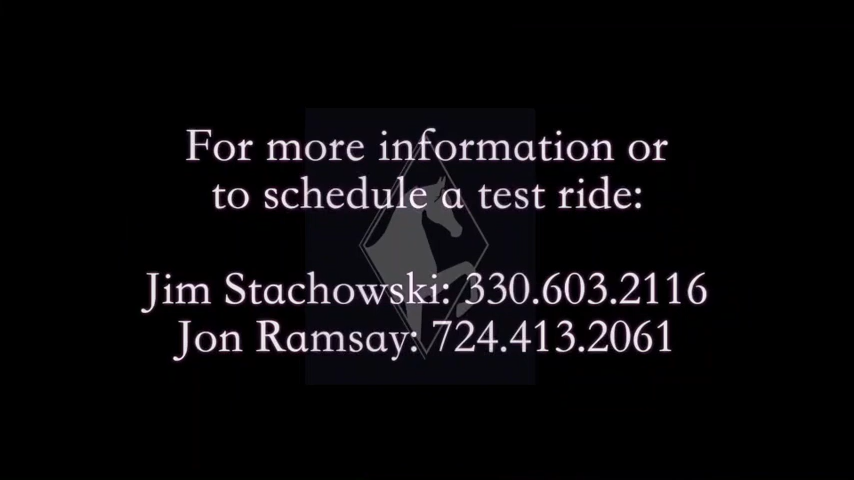 For more information or
to schedule a test ride:
Jim Stachowski: 330.603.2116
Jon Ramsay: 724.413.2061